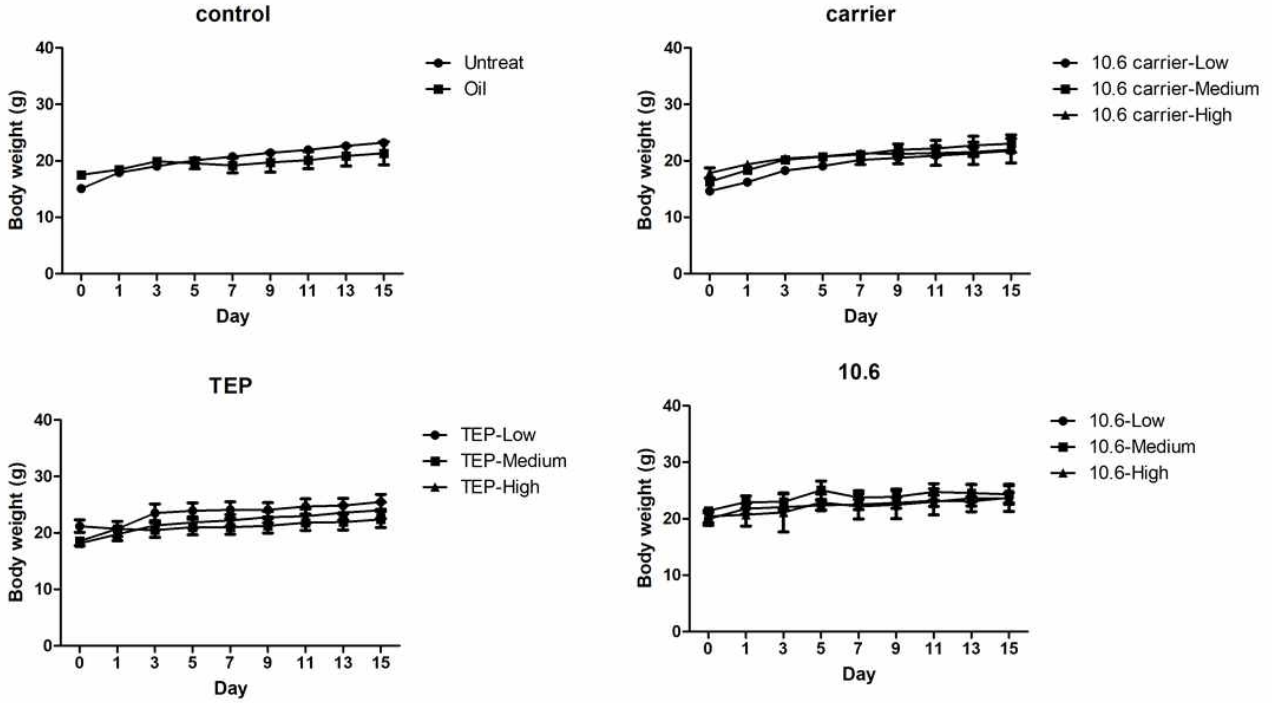 control
Body weight (g)
40
30
20
10
0
0 1 3 5 7 9 11 13 15
Day
Untreat
Oil
carrier
Body weight (g)
40
30
20
10
0
0 1 3 5 7 9 11 13 15
Day
10.6 carrier-Low
10.6 carrier-Medium
10.6 carrier-High
TEP
Body weight (g)
40
30
20
10
0
0 1 3 5 7 9 11 13 15
Day
TEP-Low
TEP-Medium
TEP-High
10.6
Body weight (g)
40
30
20
10
0
0 1 3 5 7 9 11 13 15
Day
10.6-Low
10.6-Medium
10.6-High